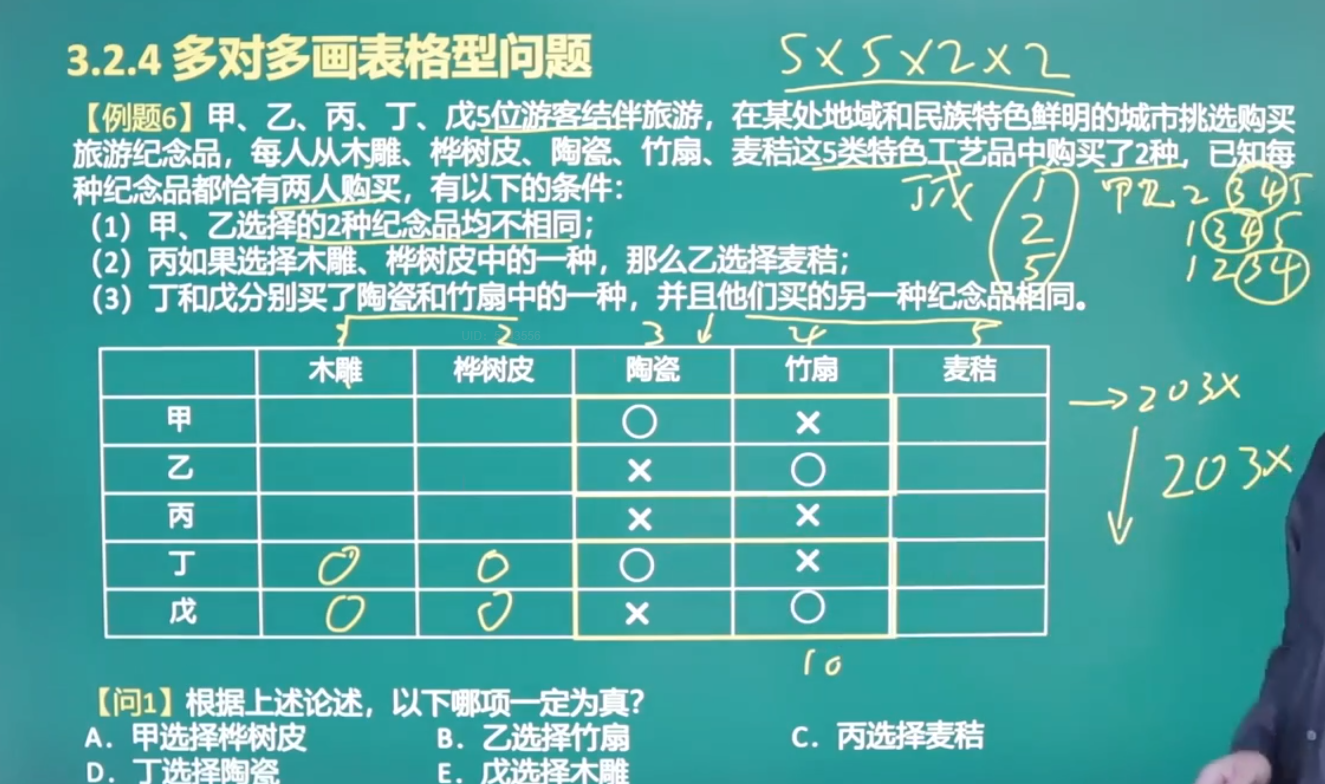 3.2.4 多对多画表格型问题
5×5×2×2
【例题6】甲、乙、丙、丁、戊5位游客结伴旅游，在某处地域和民族特色鲜明的城市挑选购买
旅游纪念品，每人从木雕、桦树皮、陶瓷、竹扇、麦秸这5类特色工艺品中购买了2种，已知每
种纪念品都恰有两人购买，有以下的条件：
丁戊 1 2 5
甲乙 2 3 4 5
1 3 4 5
1 2 3 4
（1）甲、乙选择的2种纪念品均不相同；
（2）丙如果选择木雕、桦树皮中的一种，那么乙选择麦秸；
（3）丁和戊分别买了陶瓷和竹扇中的一种，并且他们买的另一种纪念品相同。
1 2 3 ↓ 4 5
木雕 桦树皮 陶瓷 竹扇 麦秸
甲 ○ ×
→203×
乙 × ○
↓ 203×
丙 × ×
丁 0 0 ○ ×
戊 0 0 × ○
10
【问1】根据上述论述，以下哪项一定为真？
A．甲选择桦树皮 B．乙选择竹扇 C．丙选择麦秸
D．丁选择陶瓷 E．戊选择木雕